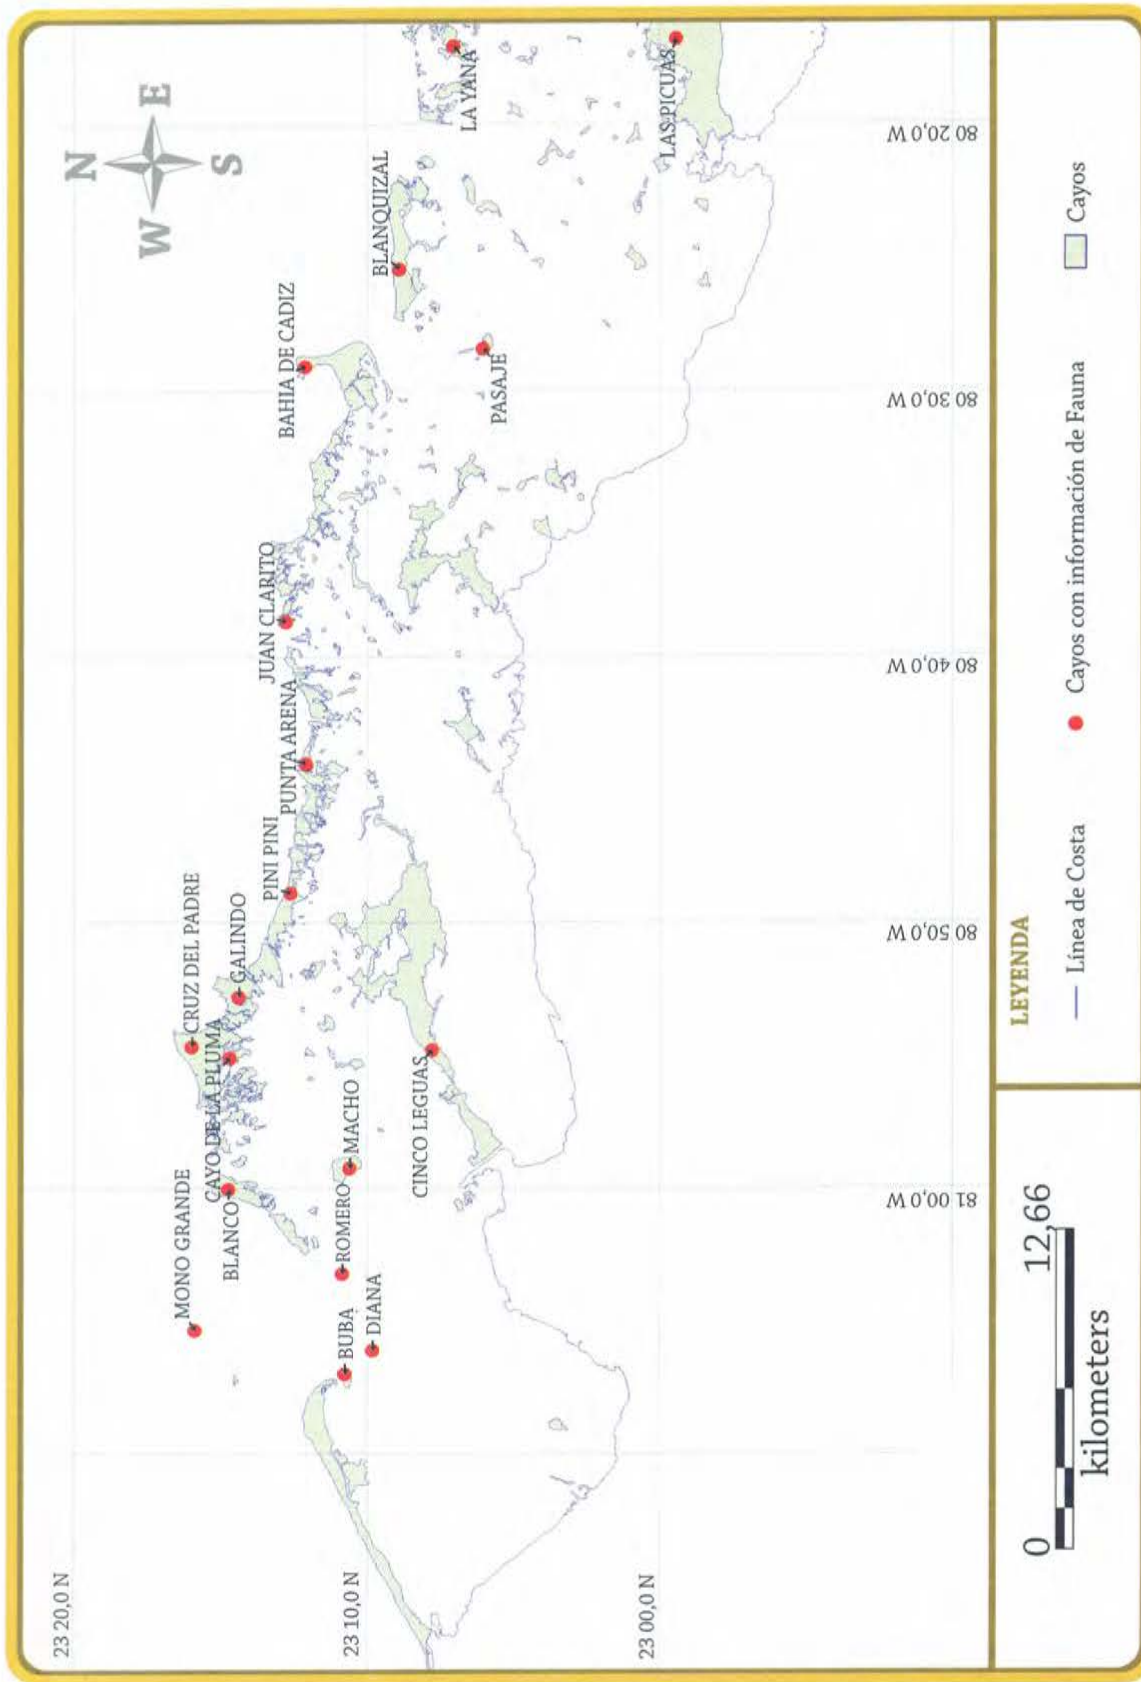 N
W
E
S
23 20,0 N
23 10,0 N
23 00,0 N
MONO GRANDE
CRUZ DEL PADRE
CAYO DE LA PLUMA
GALINDO
BLANCO
PINI PINI
PUNTA ARENA
JUAN CLARITO
BAHIA DE CADIZ
BLANQUIZAL
LA YANA
BUBA
DIANA
ROMERO
MACHO
CINCO LEGUAS
PASAJE
LAS PICUAS
81 00,0 W
80 50,0 W
80 40,0 W
80 30,0 W
80 20,0 W
0
12,66
kilometers
LEYENDA
Línea de Costa
Cayos con información de Fauna
Cayos